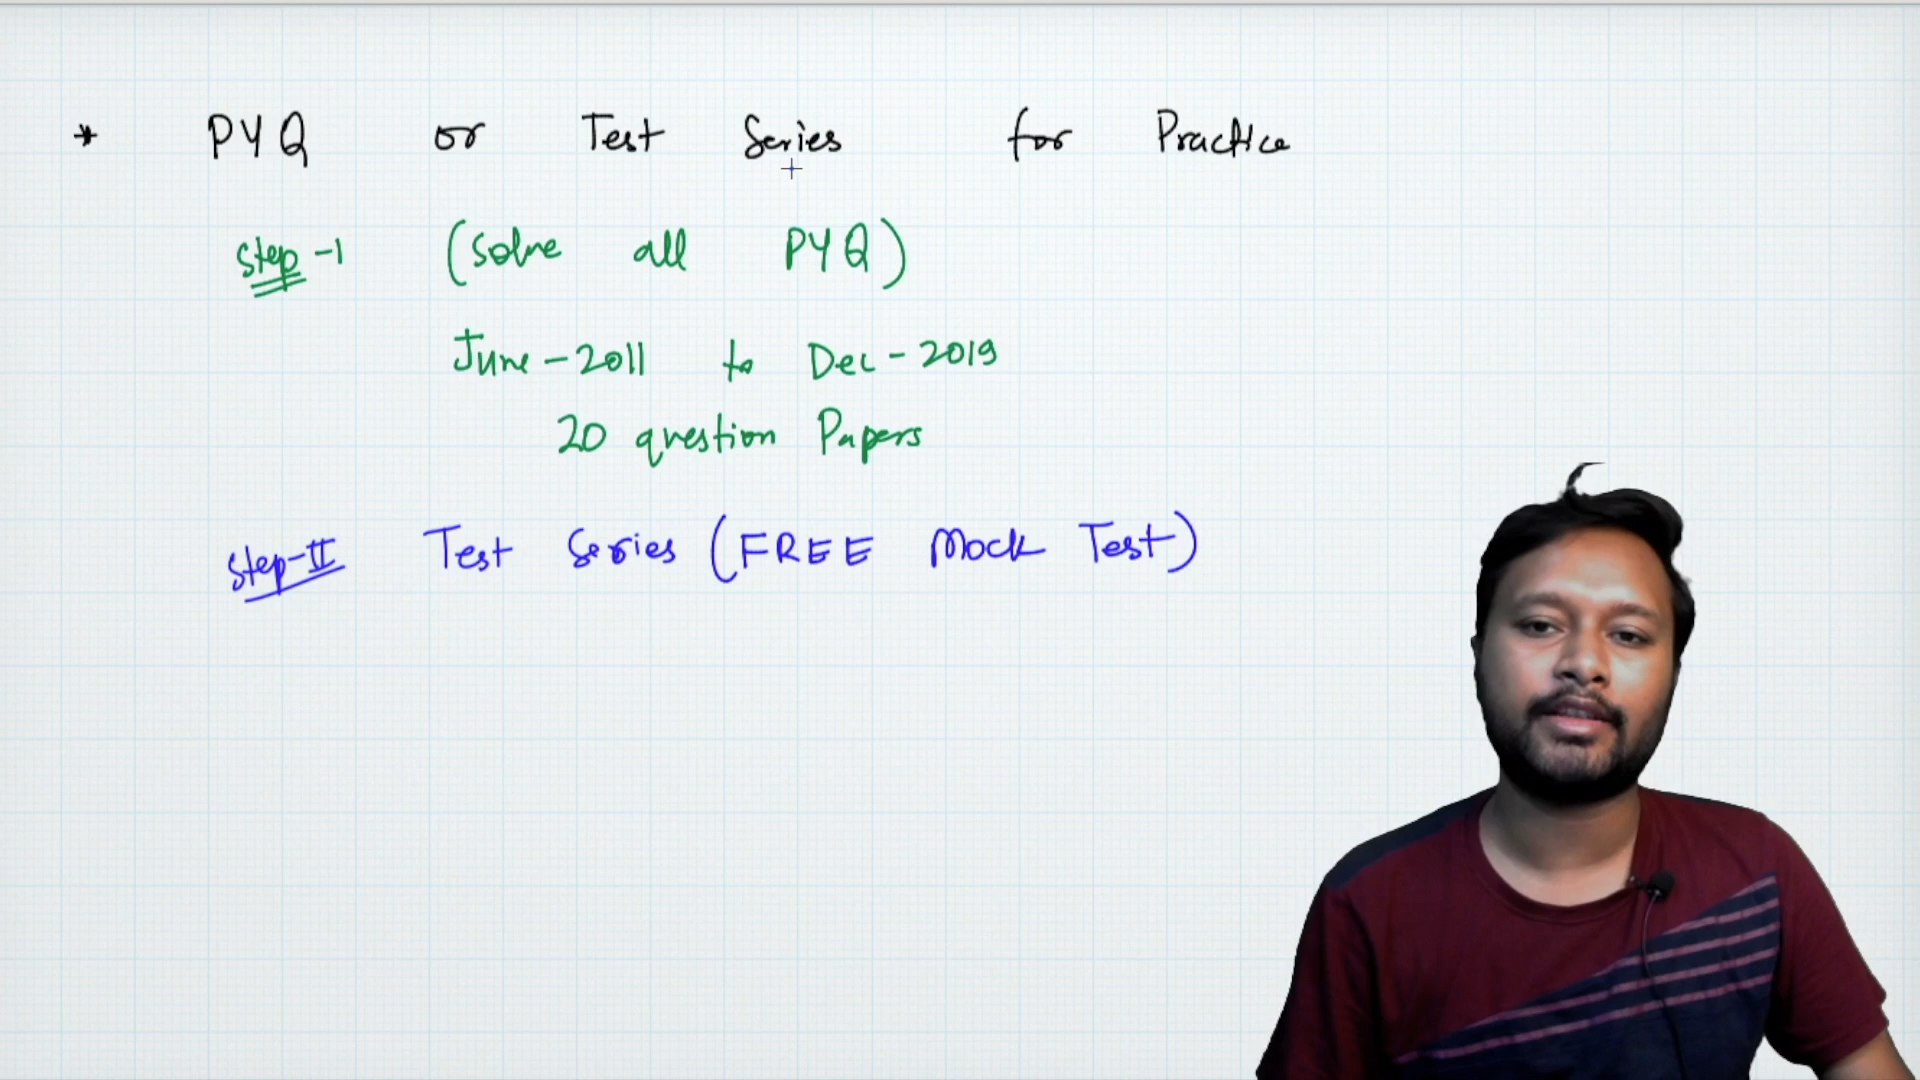 * PYQ or Test Series for Practice
Step-1 (Solve all PYQ)
June-2011 to Dec-2019
20 question Papers
Step-II Test Series (FREE Mock Test)